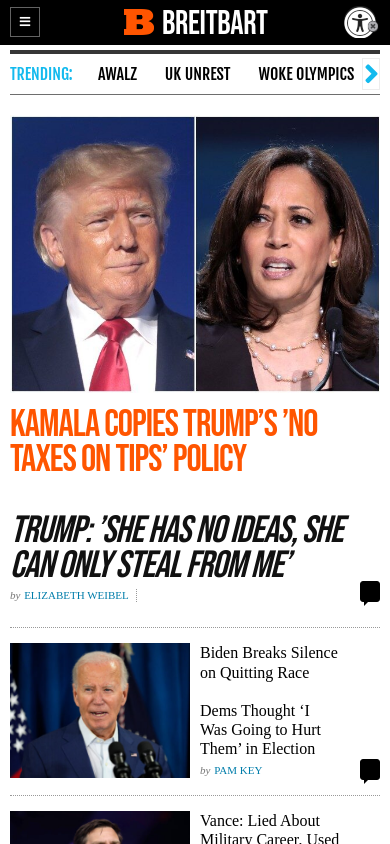 BREITBART
TRENDING:
AWALZ
UK UNREST
WOKE OLYMPICS
KAMALA COPIES TRUMP’S ’NO
TAXES ON TIPS’ POLICY
TRUMP: ’SHE HAS NO IDEAS, SHE
CAN ONLY STEAL FROM ME’
by ELIZABETH WEIBEL
Biden Breaks Silence
on Quitting Race
Dems Thought ‘I
Was Going to Hurt
Them’ in Election
by PAM KEY
Vance: Lied About
Military Career, Used